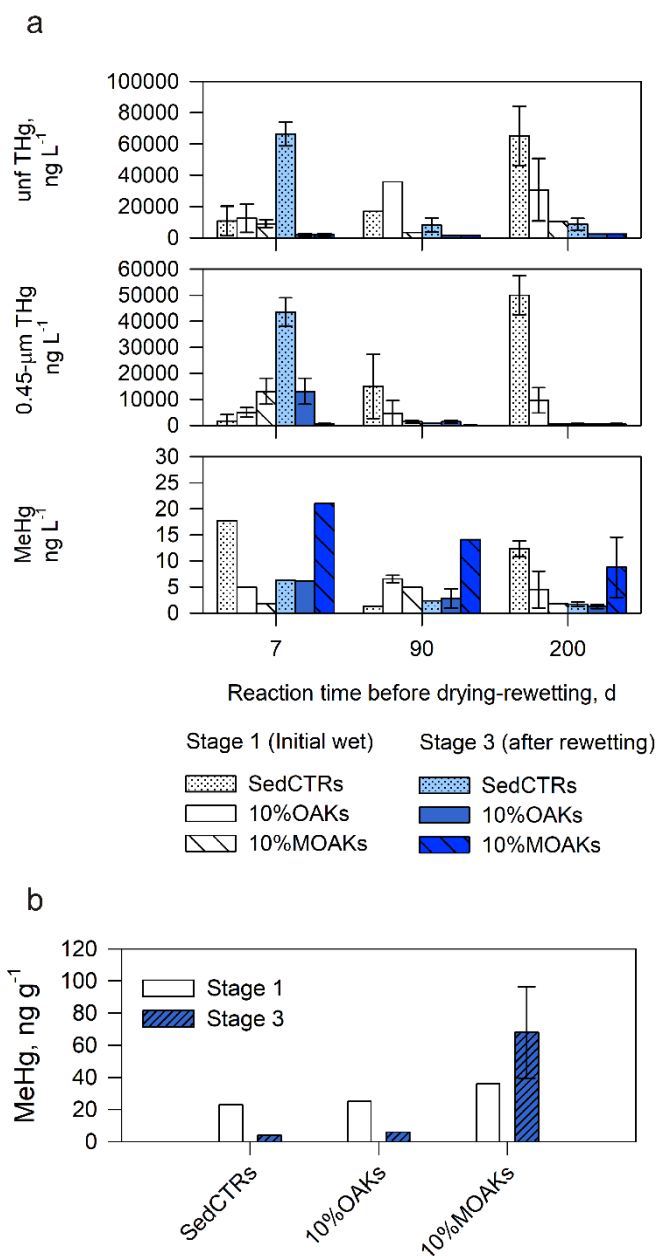 a
unf THg,
ng L-1
100000
80000
60000
40000
20000
0
0.45-μm THg
ng L-1
60000
50000
40000
30000
20000
10000
0
MeHg
ng L-1
30
25
20
15
10
5
0
7 90 200
Reaction time before drying-rewetting, d
Stage 1 (Initial wet) Stage 3 (after rewetting)
SedCTRs SedCTRs
10%OAKs 10%OAKs
10%MOAKs 10%MOAKs
b
MeHg, ng g-1
120
100
80
60
40
20
0
Stage 1
Stage 3
SedCTRs
10%OAKs
10%MOAKs